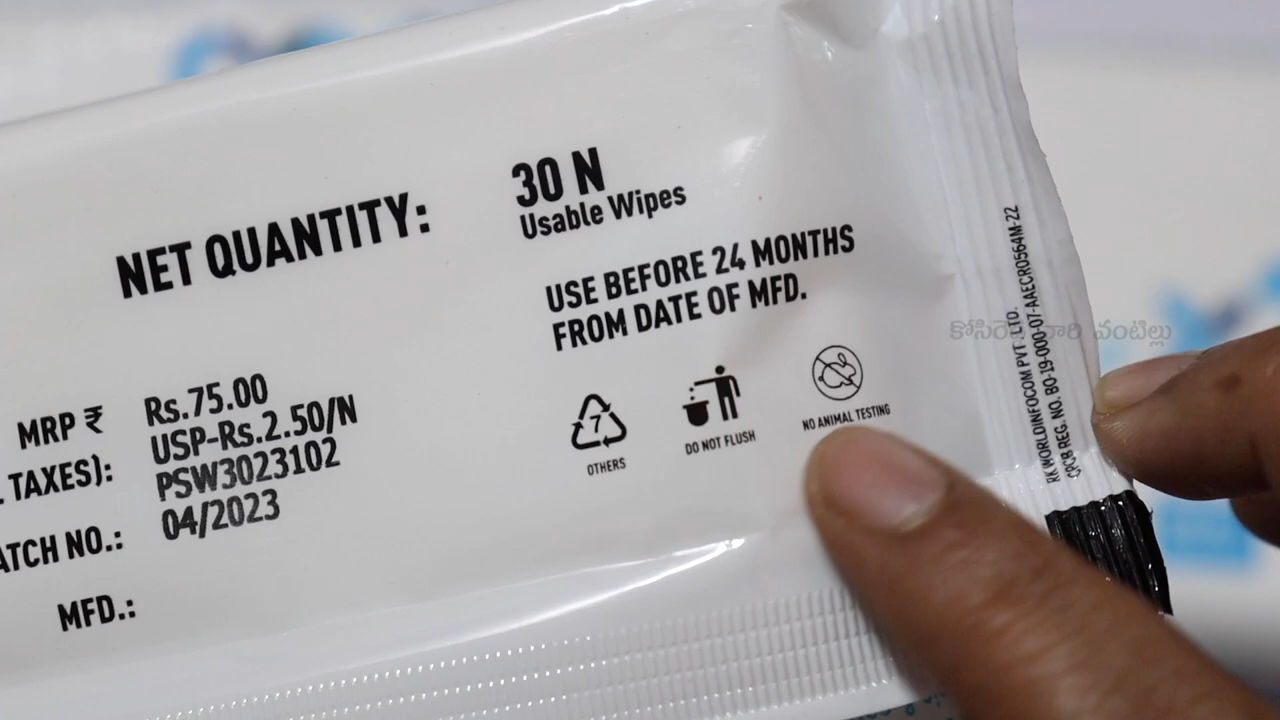 NET QUANTITY:
30 N
Usable Wipes
USE BEFORE 24 MONTHS
FROM DATE OF MFD.
MRP ₹
Rs.75.00
TAXES):
USP-Rs.2.50/N
PSW3023102
NO.:
04/2023
MFD.:
7
OTHERS
DO NOT FLUSH
NO ANIMAL TESTING
RK WORLDINFOCOM PVT. LTD.
CPCB REG. NO. BO-19-000-07-AAECR0564M-22
వారి వంటిల్లు